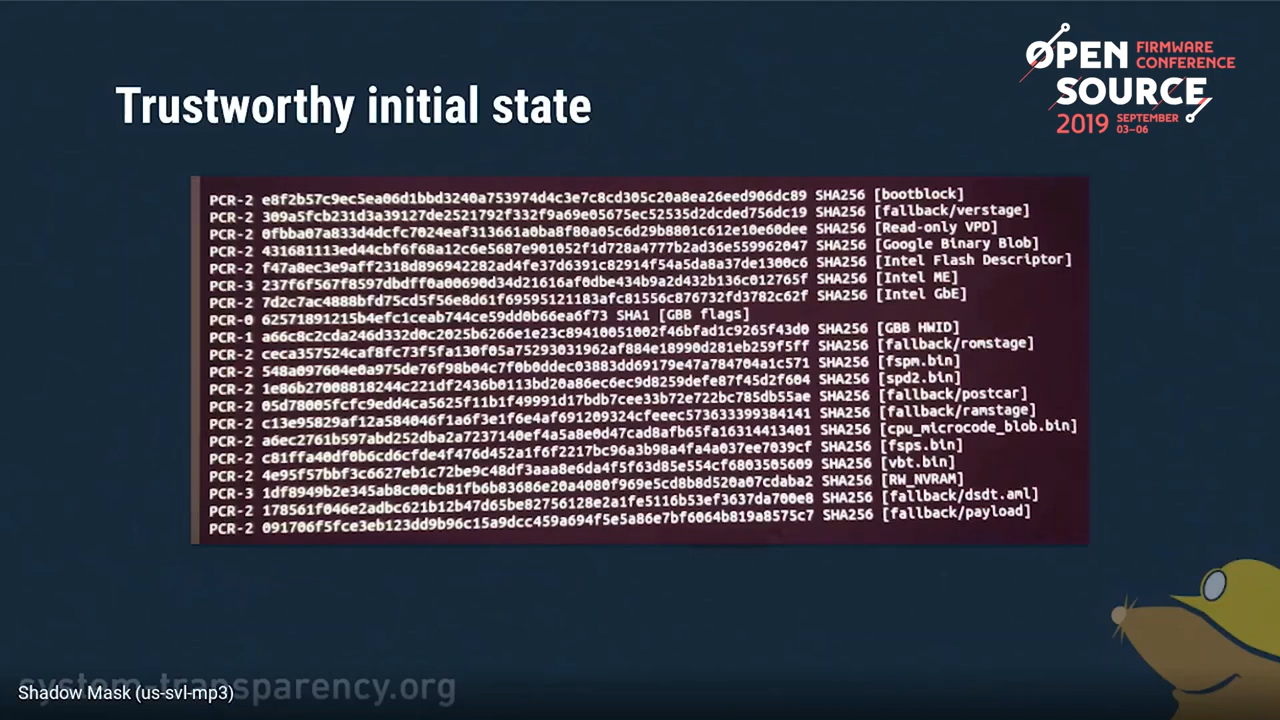 OPEN FIRMWARE
CONFERENCE
SOURCE
2019 SEPTEMBER
03–06
Trustworthy initial state
PCR-2 e8f2b57c9ec5ea06d1bbd3240a753974d4c3e7c8cd305c20a8ea26eed906dc89 SHA256 [bootblock]
PCR-2 309a5fcb231d3a39127de2521792f332f9a69e05675ec52535d2dcded756dc19 SHA256 [fallback/verstage]
PCR-2 0fbba07a833d4dcfc7024eaf313661a0ba8f80a05c6d29b8801c612e10e60dee SHA256 [Read-only VPD]
PCR-2 431681113ed44cbf6f68a12c6e5687e901052f1d728a4777b2ad36e559962047 SHA256 [Google Binary Blob]
PCR-2 f47a8ec3e9aff2318d896942282ad4fe37d6391c82914f54a5da8a37de1300c6 SHA256 [Intel Flash Descriptor]
PCR-3 237f6f567f8597dbdff0a00690d34d21616af0dbe434b9a2d432b136c012765f SHA256 [Intel ME]
PCR-2 7d2c7ac4888bfd75cd5f56e8d61f69595121183afc81556c876732fd3782c62f SHA256 [Intel GbE]
PCR-0 62571891215b4efc1ceab744ce59dd0b66ea6f73 SHA1 [GBB flags]
PCR-1 a66c8c2cda246d332d0c2025b6266e1e23c89410051002f46bfad1c9265f43d0 SHA256 [GBB HWID]
PCR-2 ceca357524caf8fc73f5fa130f05a75293031962af884e18990d281eb259f5ff SHA256 [fallback/romstage]
PCR-2 548a097604e0a975de76f98b04c7f0b0ddec03883dd69179e47a784704a1c571 SHA256 [fspm.bin]
PCR-2 1e86b27008818244c221df2436b0113bd20a86ec6ec9d8259defe87f45d2f604 SHA256 [spd2.bin]
PCR-2 05d78005fcfc9edd4ca5625f11b1f49991d17bdb7cee33b72e722bc785db55ae SHA256 [fallback/postcar]
PCR-2 c13e95829af12a584046f1a6f3e1f6e4af691209324cfeeec573633399384141 SHA256 [fallback/ramstage]
PCR-2 a6ec2761b597abd252dba2a7237140ef4a5a8e0d47cad8afb65fa16314413401 SHA256 [cpu_microcode_blob.bin]
PCR-2 c81ffa40df0b6cd6cfde4f476d452a1f6f2217bc96a3b98a4fa4a037ee7039cf SHA256 [fsps.bin]
PCR-2 4e95f57bbf3c6627eb1c72be9c48df3aaa8e6da4f5f63d85e554cf6803505609 SHA256 [vbt.bin]
PCR-3 1df8949b2e345ab8c00cb81fb6b83686e20a4080f969e5cd8b8d520a07cdaba2 SHA256 [RW_NVRAM]
PCR-2 178561f046e2adbc621b12b47d65be82756128e2a1fe5116b53ef3637da700e8 SHA256 [fallback/dsdt.aml]
PCR-2 091706f5fce3eb123dd9b96c15a9dcc459a694f5e5a86e7bf6064b819a8575c7 SHA256 [fallback/payload]
system-transparency.org
Shadow Mask (us-svl-mp3)